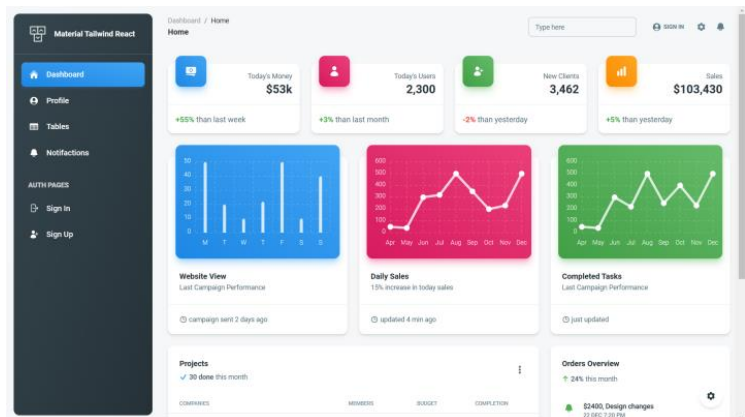 Material Tailwind React
Dashboard
Profile
Tables
Notifactions
AUTH PAGES
Sign In
Sign Up
Dashboard / Home
Home
Type here
SIGN IN
Today's Money
$53k
+55% than last week
Today's Users
2,300
+3% than last month
New Clients
3,462
-2% than yesterday
Sales
$103,430
+5% than yesterday
50
40
30
20
10
0
M T W T F S S
Website View
Last Campaign Performance
campaign sent 2 days ago
600
500
400
300
200
100
0
Apr May Jun Jul Aug Sep Oct Nov Dec
Daily Sales
15% increase in today sales
updated 4 min ago
600
500
400
300
200
100
0
Apr May Jun Jul Aug Sep Oct Nov Dec
Completed Tasks
Last Campaign Performance
just updated
Projects
30 done this month
COMPANIES MEMBERS BUDGET COMPLETION
Orders Overview
24% this month
$2400, Design changes
22 DEC 7:20 PM